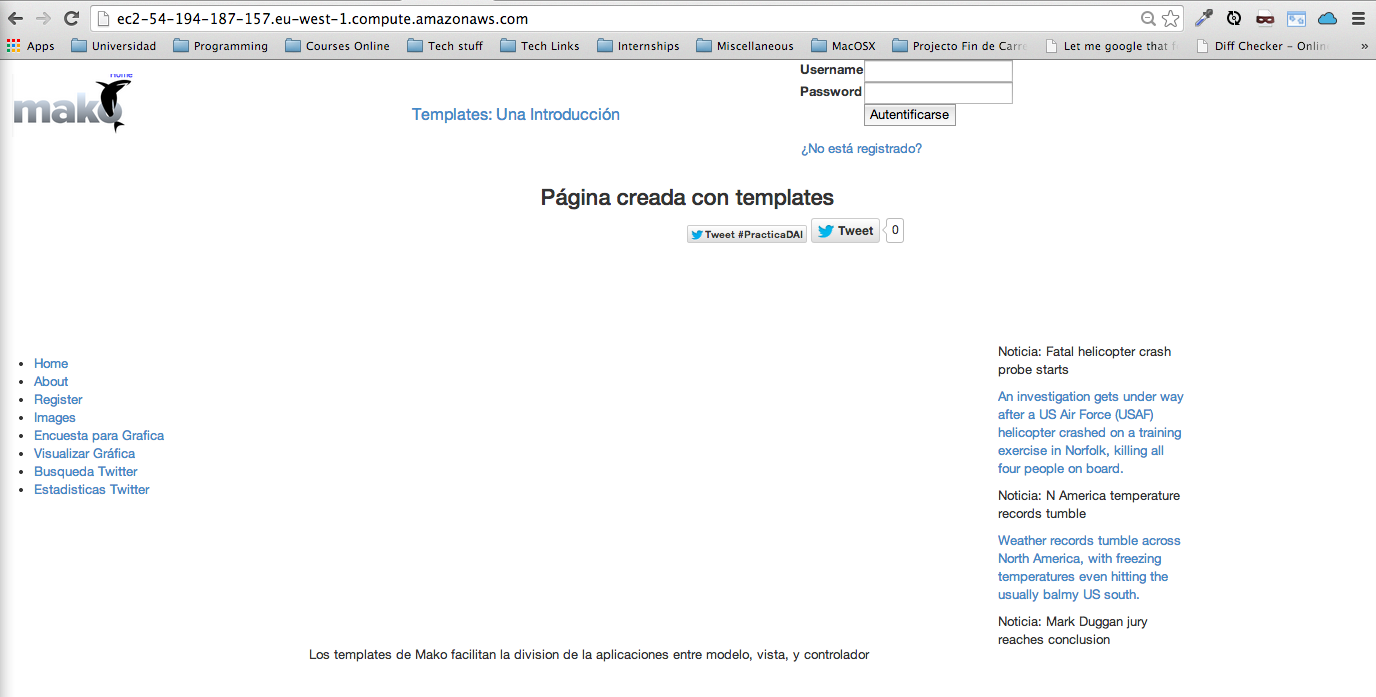 ec2-54-194-187-157.eu-west-1.compute.amazonaws.com
Apps Universidad Programming Courses Online Tech stuff Tech Links Internships Miscellaneous MacOSX Projecto Fin de Carre Let me google that f Diff Checker - Onlin »
Home
mako
Templates: Una Introducción
Username
Password
Autentificarse
¿No está registrado?
Página creada con templates
Tweet #PracticaDAI Tweet 0
Home
About
Register
Images
Encuesta para Grafica
Visualizar Gráfica
Busqueda Twitter
Estadisticas Twitter
Noticia: Fatal helicopter crash
probe starts
An investigation gets under way
after a US Air Force (USAF)
helicopter crashed on a training
exercise in Norfolk, killing all
four people on board.
Noticia: N America temperature
records tumble
Weather records tumble across
North America, with freezing
temperatures even hitting the
usually balmy US south.
Noticia: Mark Duggan jury
reaches conclusion
Los templates de Mako facilitan la division de la aplicaciones entre modelo, vista, y controlador